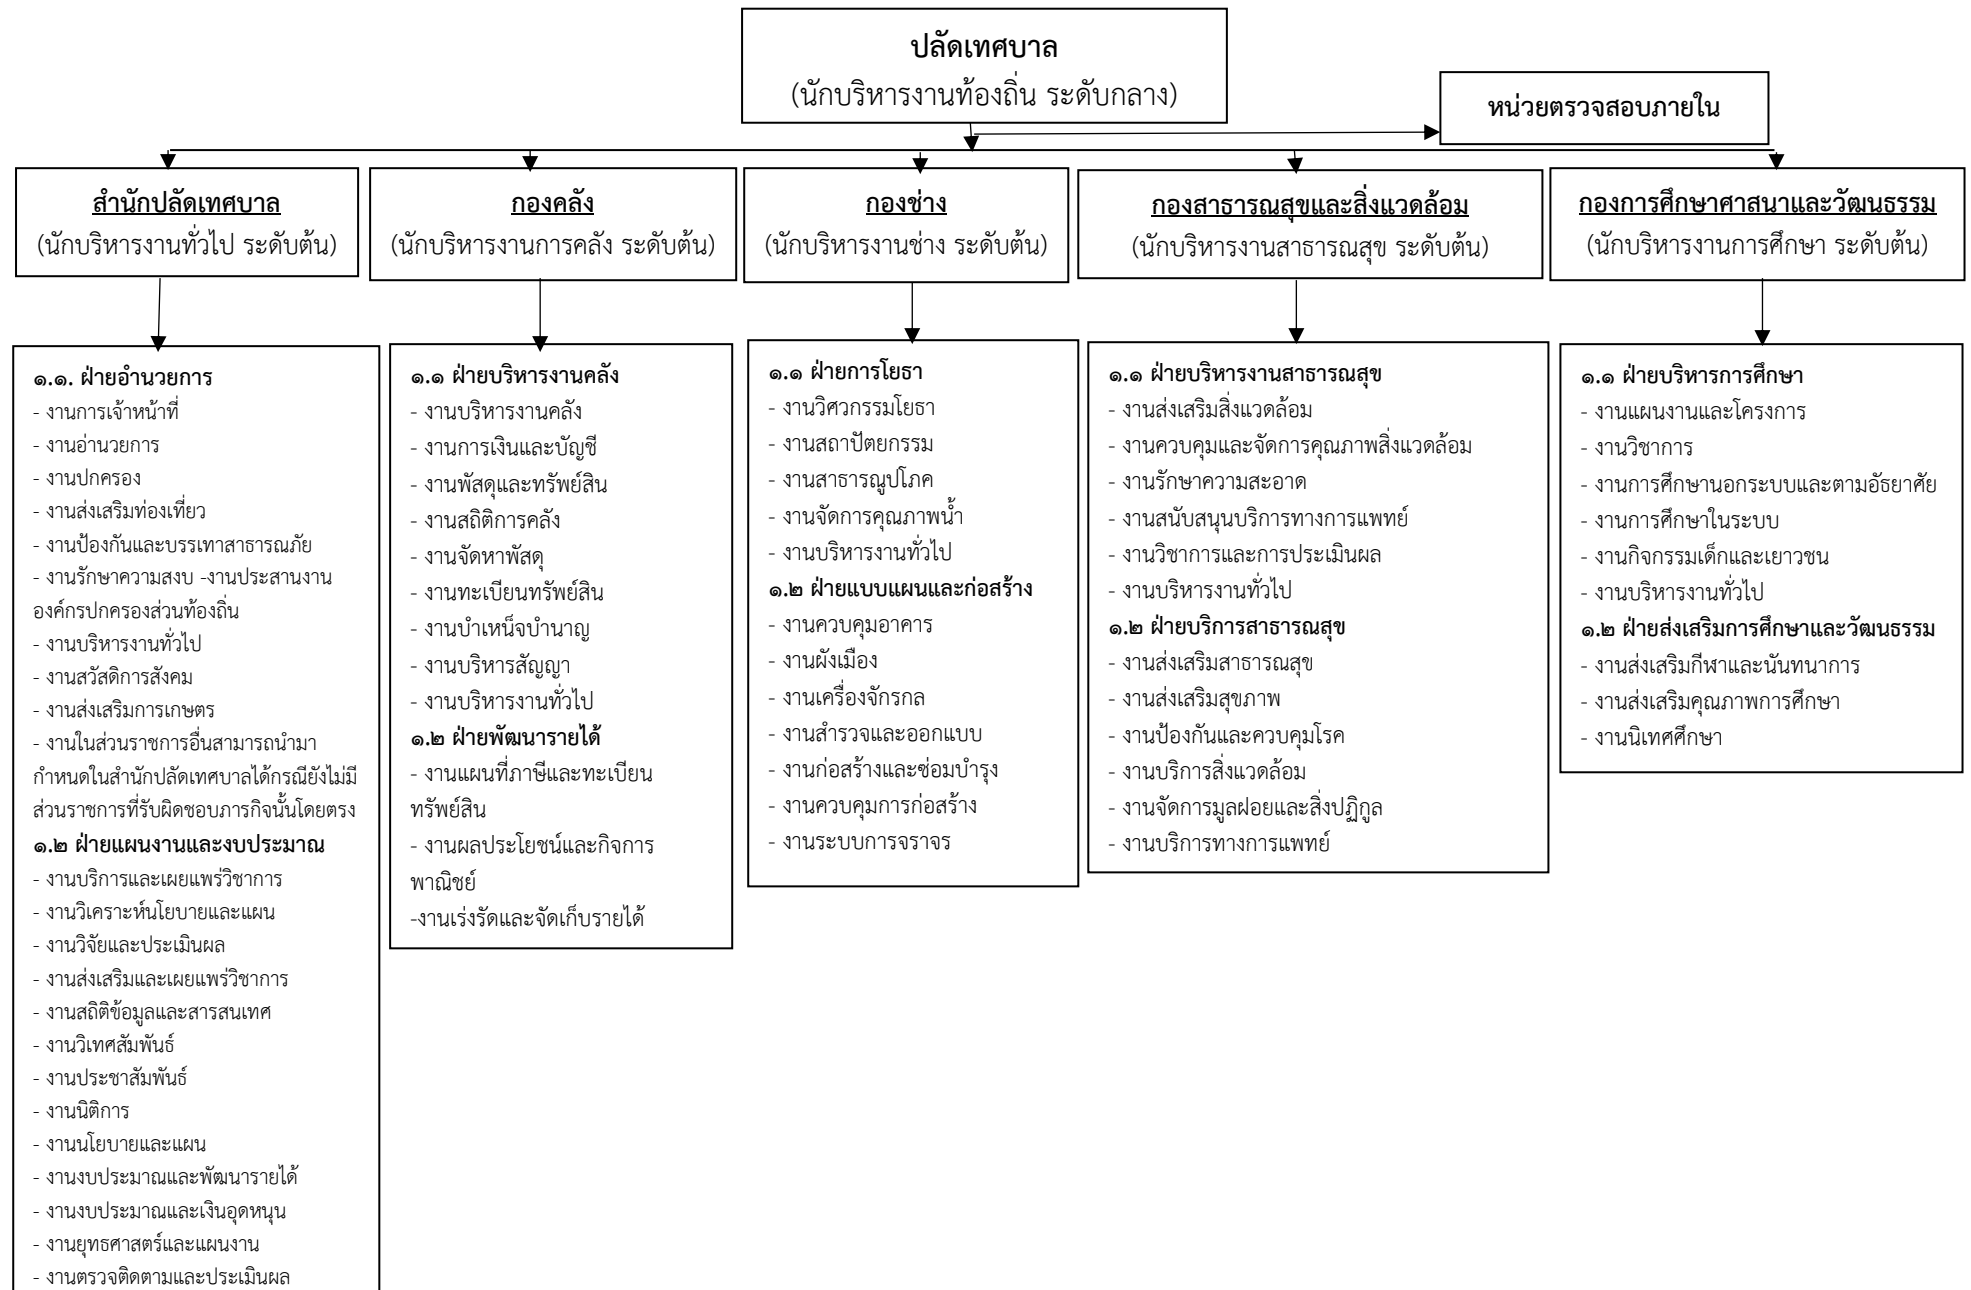 ปลัดเทศบาล
(นักบริหารงานท้องถิ่น ระดับกลาง)
หน่วยตรวจสอบภายใน
สำนักปลัดเทศบาล
(นักบริหารงานทั่วไป ระดับต้น)
กองคลัง
(นักบริหารงานการคลัง ระดับต้น)
กองช่าง
(นักบริหารงานช่าง ระดับต้น)
กองสาธารณสุขและสิ่งแวดล้อม
(นักบริหารงานสาธารณสุข ระดับต้น)
กองการศึกษาศาสนาและวัฒนธรรม
(นักบริหารงานการศึกษา ระดับต้น)
๑.๑. ฝ่ายอำนวยการ
- งานการเจ้าหน้าที่
- งานอ่านวยการ
- งานปกครอง
- งานส่งเสริมท่องเที่ยว
- งานป้องกันและบรรเทาสาธารณภัย
- งานรักษาความสงบ -งานประสานงาน
องค์กรปกครองส่วนท้องถิ่น
- งานบริหารงานทั่วไป
- งานสวัสดิการสังคม
- งานส่งเสริมการเกษตร
- งานในส่วนราชการอื่นสามารถนำมา
กำหนดในสำนักปลัดเทศบาลได้กรณียังไม่มี
ส่วนราชการที่รับผิดชอบภารกิจนั้นโดยตรง
๑.๒ ฝ่ายแผนงานและงบประมาณ
- งานบริการและเผยแพร่วิชาการ
- งานวิเคราะห์นโยบายและแผน
- งานวิจัยและประเมินผล
- งานส่งเสริมและเผยแพร่วิชาการ
- งานสถิติข้อมูลและสารสนเทศ
- งานวิเทศสัมพันธ์
- งานประชาสัมพันธ์
- งานนิติการ
- งานนโยบายและแผน
- งานงบประมาณและพัฒนารายได้
- งานงบประมาณและเงินอุดหนุน
- งานยุทธศาสตร์และแผนงาน
- งานตรวจติดตามและประเมินผล
๑.๑ ฝ่ายบริหารงานคลัง
- งานบริหารงานคลัง
- งานการเงินและบัญชี
- งานพัสดุและทรัพย์สิน
- งานสถิติการคลัง
- งานจัดหาพัสดุ
- งานทะเบียนทรัพย์สิน
- งานบำเหน็จบำนาญ
- งานบริหารสัญญา
- งานบริหารงานทั่วไป
๑.๒ ฝ่ายพัฒนารายได้
- งานแผนที่ภาษีและทะเบียน
ทรัพย์สิน
- งานผลประโยชน์และกิจการ
พาณิชย์
-งานเร่งรัดและจัดเก็บรายได้
๑.๑ ฝ่ายการโยธา
- งานวิศวกรรมโยธา
- งานสถาปัตยกรรม
- งานสาธารณูปโภค
- งานจัดการคุณภาพน้ำ
- งานบริหารงานทั่วไป
๑.๒ ฝ่ายแบบแผนและก่อสร้าง
- งานควบคุมอาคาร
- งานผังเมือง
- งานเครื่องจักรกล
- งานสำรวจและออกแบบ
- งานก่อสร้างและซ่อมบำรุง
- งานควบคุมการก่อสร้าง
- งานระบบการจราจร
๑.๑ ฝ่ายบริหารงานสาธารณสุข
- งานส่งเสริมสิ่งแวดล้อม
- งานควบคุมและจัดการคุณภาพสิ่งแวดล้อม
- งานรักษาความสะอาด
- งานสนับสนุนบริการทางการแพทย์
- งานวิชาการและการประเมินผล
- งานบริหารงานทั่วไป
๑.๒ ฝ่ายบริการสาธารณสุข
- งานส่งเสริมสาธารณสุข
- งานส่งเสริมสุขภาพ
- งานป้องกันและควบคุมโรค
- งานบริการสิ่งแวดล้อม
- งานจัดการมูลฝอยและสิ่งปฏิกูล
- งานบริการทางการแพทย์
๑.๑ ฝ่ายบริหารการศึกษา
- งานแผนงานและโครงการ
- งานวิชาการ
- งานการศึกษานอกระบบและตามอัธยาศัย
- งานการศึกษาในระบบ
- งานกิจกรรมเด็กและเยาวชน
- งานบริหารงานทั่วไป
๑.๒ ฝ่ายส่งเสริมการศึกษาและวัฒนธรรม
- งานส่งเสริมกีฬาและนันทนาการ
- งานส่งเสริมคุณภาพการศึกษา
- งานนิเทศศึกษา